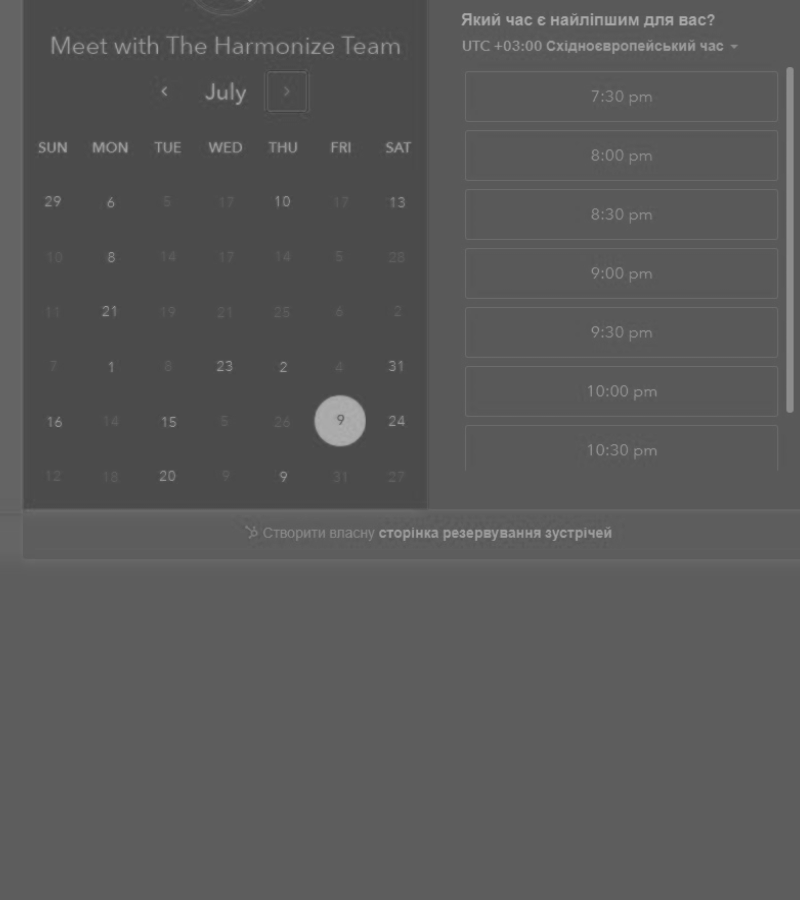 Meet with The Harmonize Team
July
SUN MON TUE WED THU FRI SAT
29 6 5 17 10 17 13
10 8 14 17 14 5 28
11 21 19 21 25 6 2
7 1 8 23 2 4 31
16 14 15 5 26 9 24
12 18 20 9 9 31 27
Який час є найліпшим для вас?
UTC +03:00 Східноєвропейський час
7:30 pm
8:00 pm
8:30 pm
9:00 pm
9:30 pm
10:00 pm
10:30 pm
Створити власну сторінка резервування зустрічей